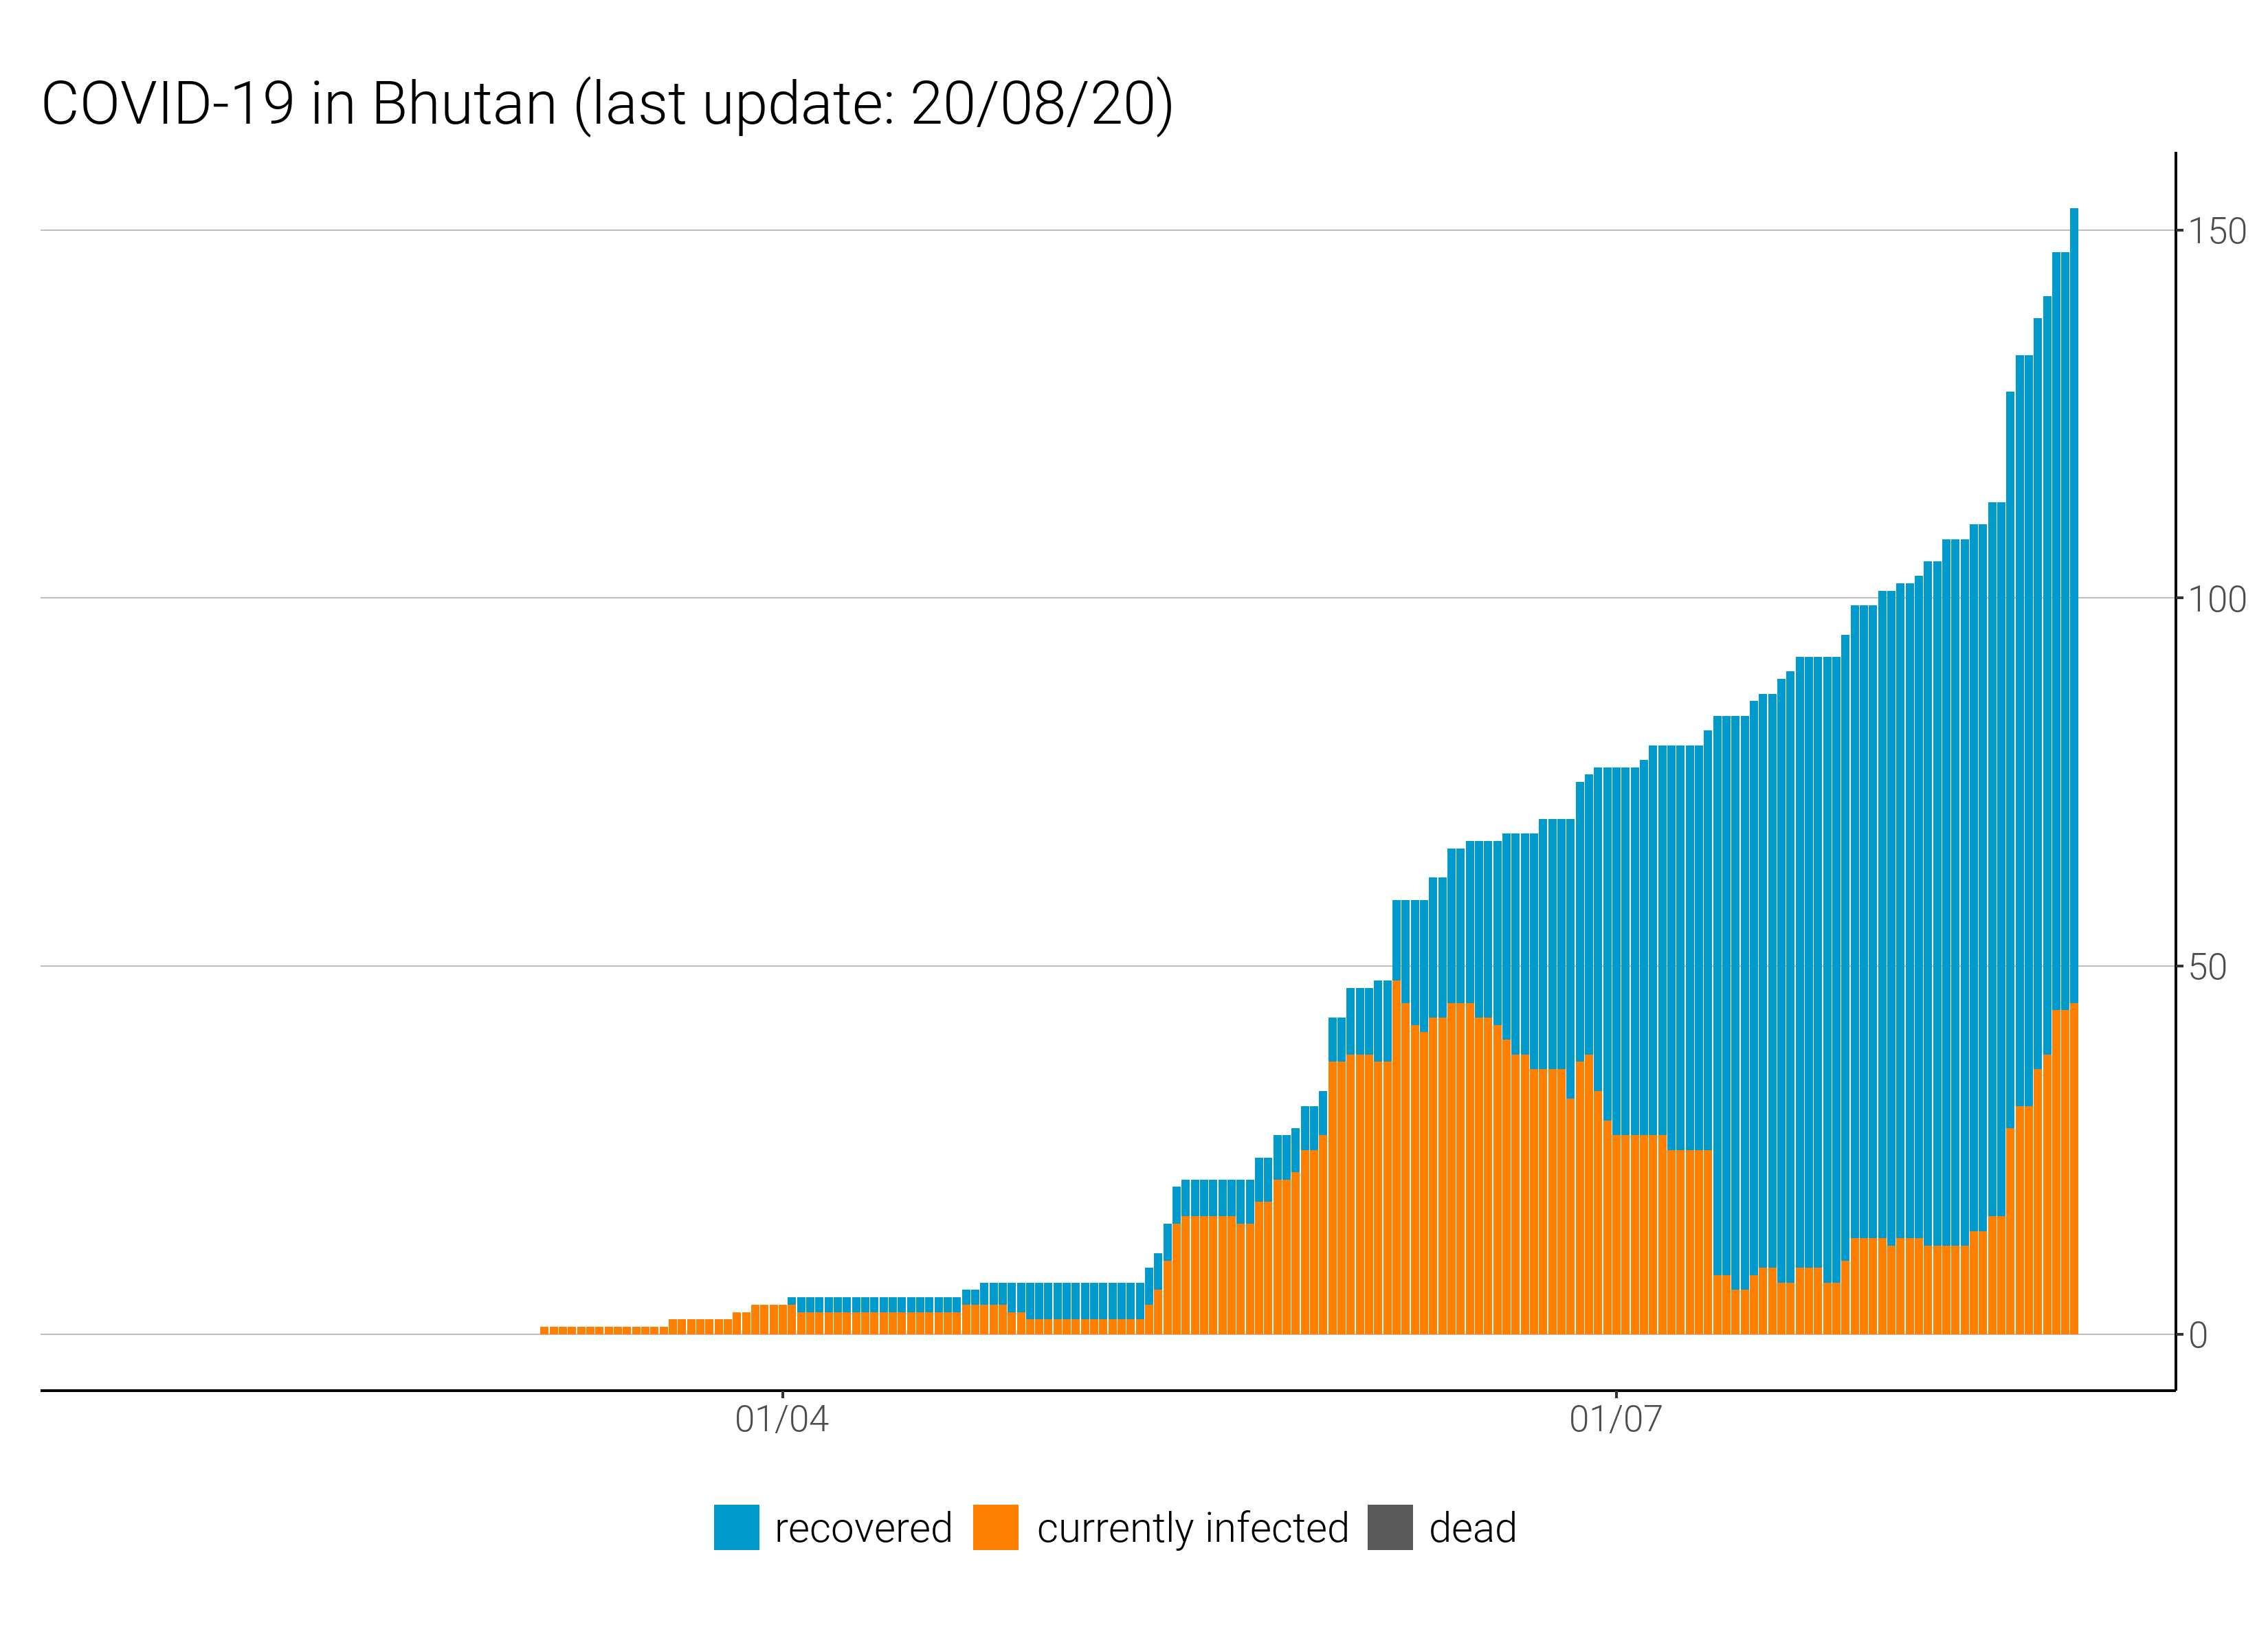 COVID-19 in Bhutan (last update: 20/08/20)
150
100
50
0
01/04 01/07
recovered currently infected dead